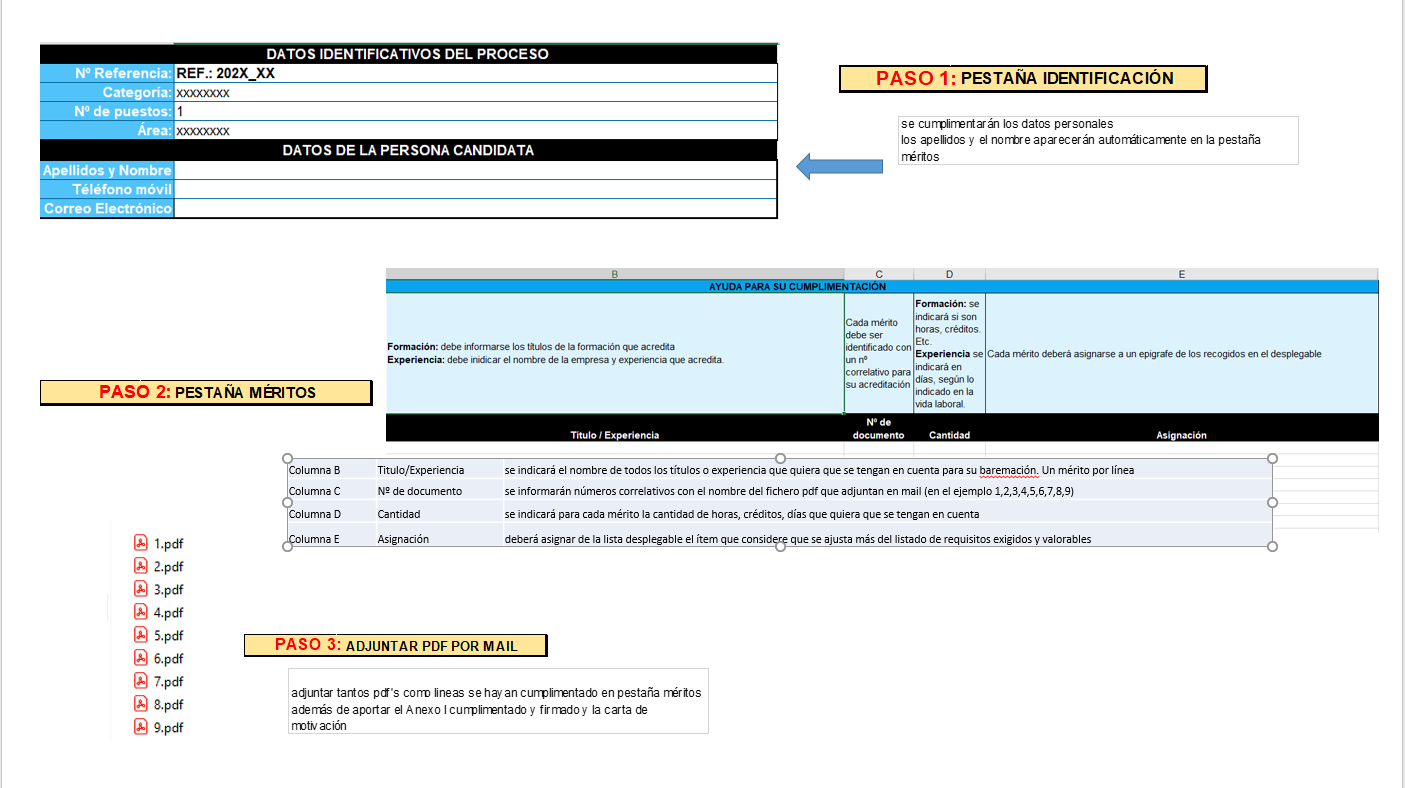 DATOS IDENTIFICATIVOS DEL PROCESO
Nº Referencia: REF.: 202X_XX
Categoría: xxxxxxxx
Nº de puestos: 1
Área: xxxxxxxx
DATOS DE LA PERSONA CANDIDATA
Apellidos y Nombre
Téléfono móvil
Correo Electrónico
PASO 1: PESTAÑA IDENTIFICACIÓN
se cumplimentarán los datos personales
los apellidos y el nombre aparecerán automáticamente en la pestaña
méritos
B C D E
AYUDA PARA SU CUMPLIMENTACIÓN
Formación: debe informarse los títulos de la formación que acredita
Experiencia: debe inidicar el nombre de la empresa y experiencia que acredita.
Cada mérito
debe ser
identificado con
un nº
correlativo para
su acreditación
Formación: se
indicará si son
horas, créditos.
Etc.
Experiencia se
indicará en
días, según lo
indicado en la
vida laboral.
Cada mérito deberá asignarse a un epigrafe de los recogidos en el desplegable
Título / Experiencia
Nº de
documento
Cantidad
Asignación
PASO 2: PESTAÑA MÉRITOS
Columna B Titulo/Experiencia se indicará el nombre de todos los títulos o experiencia que quiera que se tengan en cuenta para su baremación. Un mérito por línea
Columna C Nº de documento se informarán números correlativos con el nombre del fichero pdf que adjuntan en mail (en el ejemplo 1,2,3,4,5,6,7,8,9)
Columna D Cantidad se indicará para cada mérito la cantidad de horas, créditos, días que quiera que se tengan en cuenta
Columna E Asignación deberá asignar de la lista desplegable el ítem que considere que se ajusta más del listado de requisitos exigidos y valorables
1.pdf
2.pdf
3.pdf
4.pdf
5.pdf
6.pdf
7.pdf
8.pdf
9.pdf
PASO 3: ADJUNTAR PDF POR MAIL
adjuntar tantos pdf's como lineas se hayan cumplimentado en pestaña méritos
además de aportar el Anexo I cumplimentado y firmado y la carta de
motivación